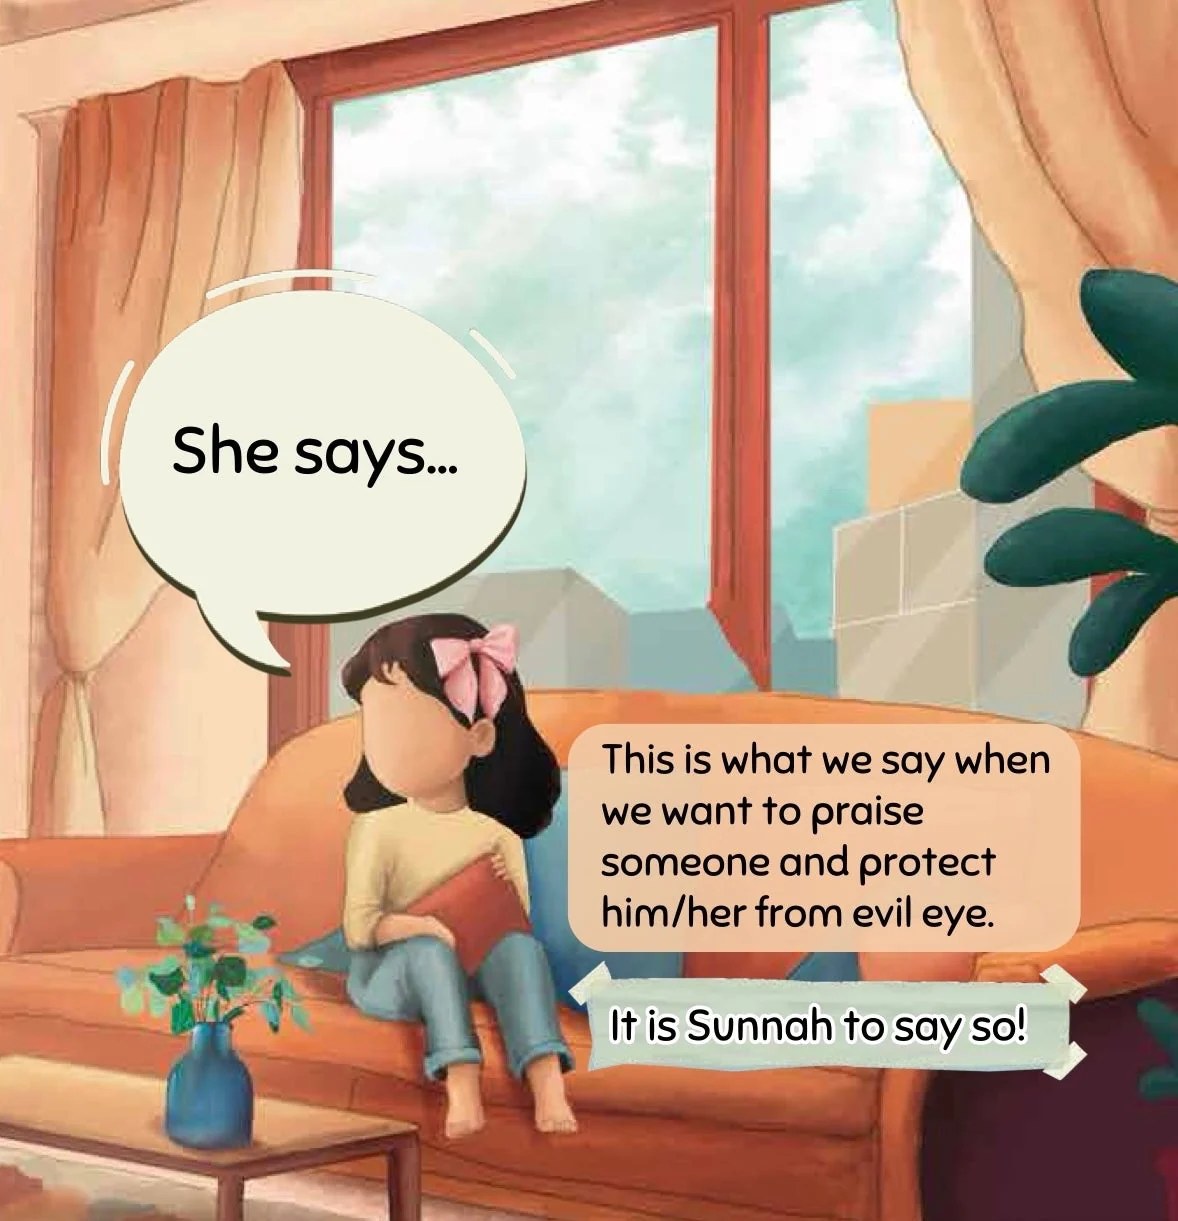 She says...
This is what we say when
we want to praise
someone and protect
him/her from evil eye.
It is Sunnah to say so!